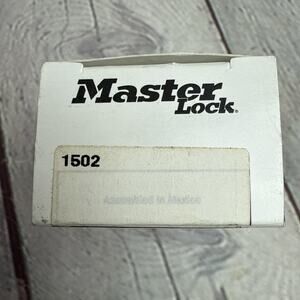 Master
Lock®
1502
Assembled in Mexico